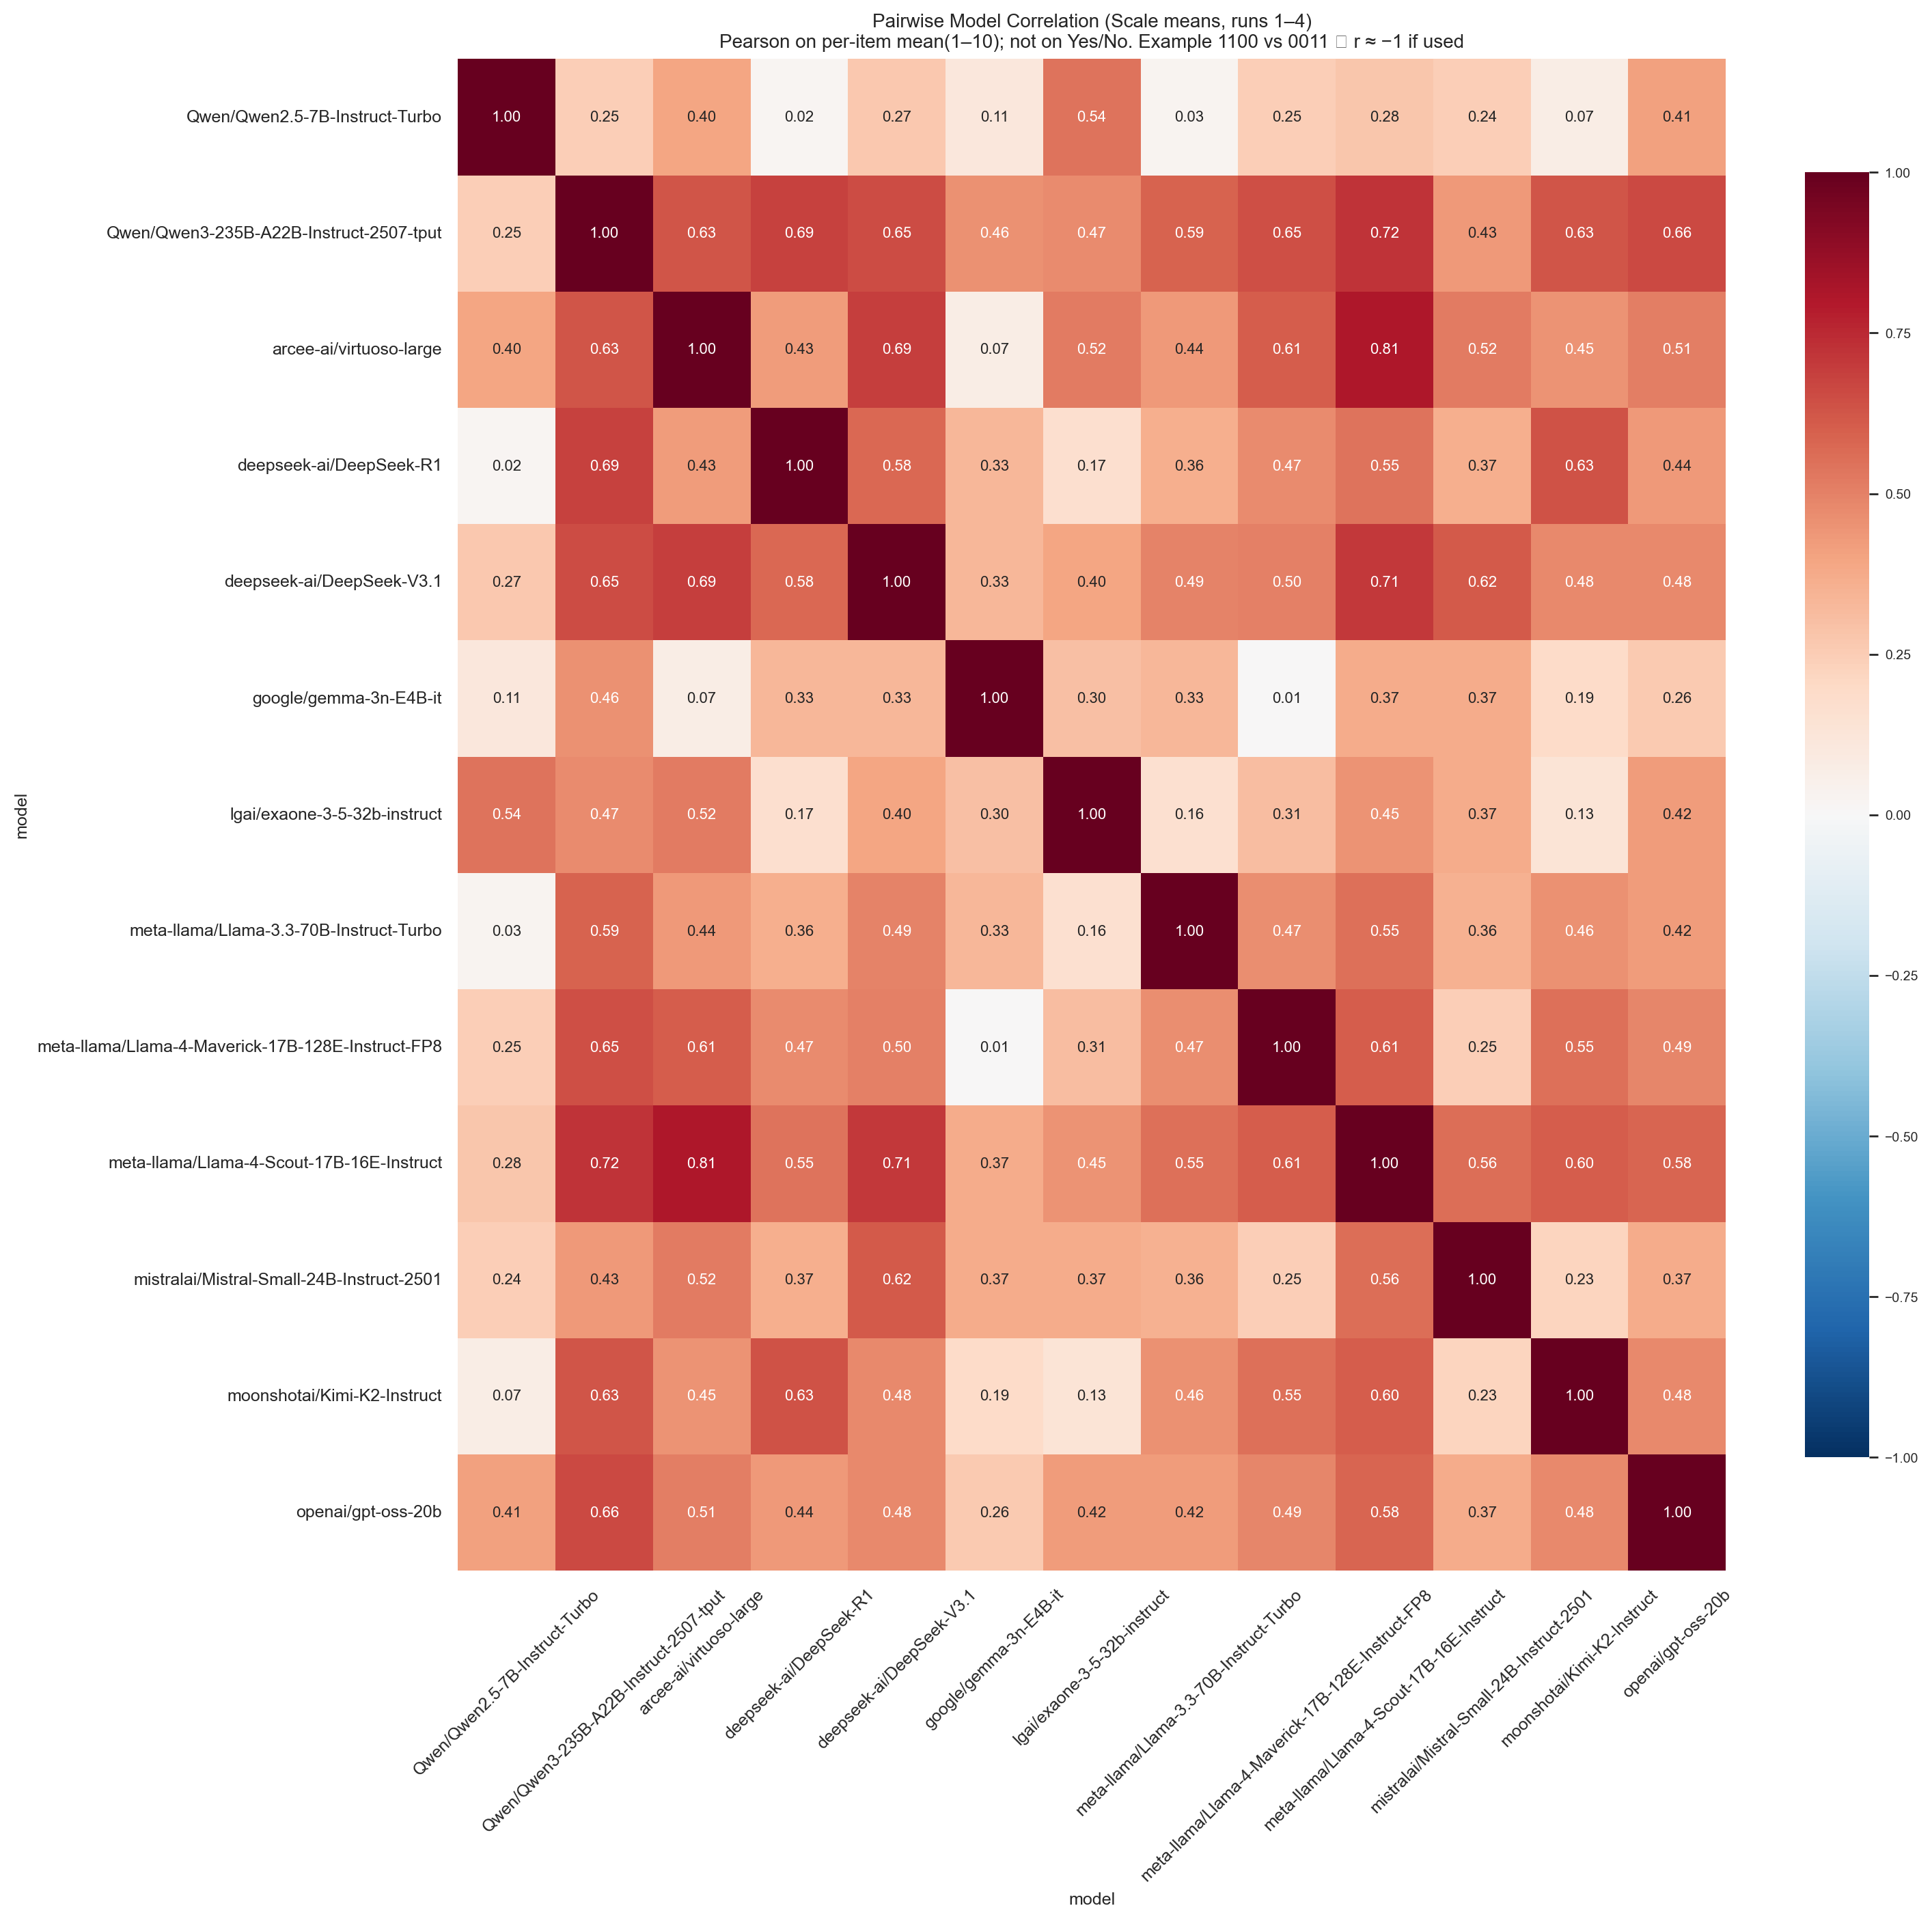 Pairwise Model Correlation (Scale means, runs 1–4)
Pearson on per-item mean(1–10); not on Yes/No. Example 1100 vs 0011 □ r ≈ −1 if used
Qwen/Qwen2.5-7B-Instruct-Turbo 1.00 0.25 0.40 0.02 0.27 0.11 0.54 0.03 0.25 0.28 0.24 0.07 0.41
Qwen/Qwen3-235B-A22B-Instruct-2507-tput 0.25 1.00 0.63 0.69 0.65 0.46 0.47 0.59 0.65 0.72 0.43 0.63 0.66
arcee-ai/virtuoso-large 0.40 0.63 1.00 0.43 0.69 0.07 0.52 0.44 0.61 0.81 0.52 0.45 0.51
deepseek-ai/DeepSeek-R1 0.02 0.69 0.43 1.00 0.58 0.33 0.17 0.36 0.47 0.55 0.37 0.63 0.44
deepseek-ai/DeepSeek-V3.1 0.27 0.65 0.69 0.58 1.00 0.33 0.40 0.49 0.50 0.71 0.62 0.48 0.48
google/gemma-3n-E4B-it 0.11 0.46 0.07 0.33 0.33 1.00 0.30 0.33 0.01 0.37 0.37 0.19 0.26
lgai/exaone-3-5-32b-instruct 0.54 0.47 0.52 0.17 0.40 0.30 1.00 0.16 0.31 0.45 0.37 0.13 0.42
meta-llama/Llama-3.3-70B-Instruct-Turbo 0.03 0.59 0.44 0.36 0.49 0.33 0.16 1.00 0.47 0.55 0.36 0.46 0.42
meta-llama/Llama-4-Maverick-17B-128E-Instruct-FP8 0.25 0.65 0.61 0.47 0.50 0.01 0.31 0.47 1.00 0.61 0.25 0.55 0.49
meta-llama/Llama-4-Scout-17B-16E-Instruct 0.28 0.72 0.81 0.55 0.71 0.37 0.45 0.55 0.61 1.00 0.56 0.60 0.58
mistralai/Mistral-Small-24B-Instruct-2501 0.24 0.43 0.52 0.37 0.62 0.37 0.37 0.36 0.25 0.56 1.00 0.23 0.37
moonshotai/Kimi-K2-Instruct 0.07 0.63 0.45 0.63 0.48 0.19 0.13 0.46 0.55 0.60 0.23 1.00 0.48
openai/gpt-oss-20b 0.41 0.66 0.51 0.44 0.48 0.26 0.42 0.42 0.49 0.58 0.37 0.48 1.00
model
Qwen/Qwen2.5-7B-Instruct-Turbo
Qwen/Qwen3-235B-A22B-Instruct-2507-tput
arcee-ai/virtuoso-large
deepseek-ai/DeepSeek-R1
deepseek-ai/DeepSeek-V3.1
google/gemma-3n-E4B-it
lgai/exaone-3-5-32b-instruct
meta-llama/Llama-3.3-70B-Instruct-Turbo
meta-llama/Llama-4-Maverick-17B-128E-Instruct-FP8
meta-llama/Llama-4-Scout-17B-16E-Instruct
mistralai/Mistral-Small-24B-Instruct-2501
moonshotai/Kimi-K2-Instruct
openai/gpt-oss-20b
model
1.00
0.75
0.50
0.25
0.00
−0.25
−0.50
−0.75
−1.00